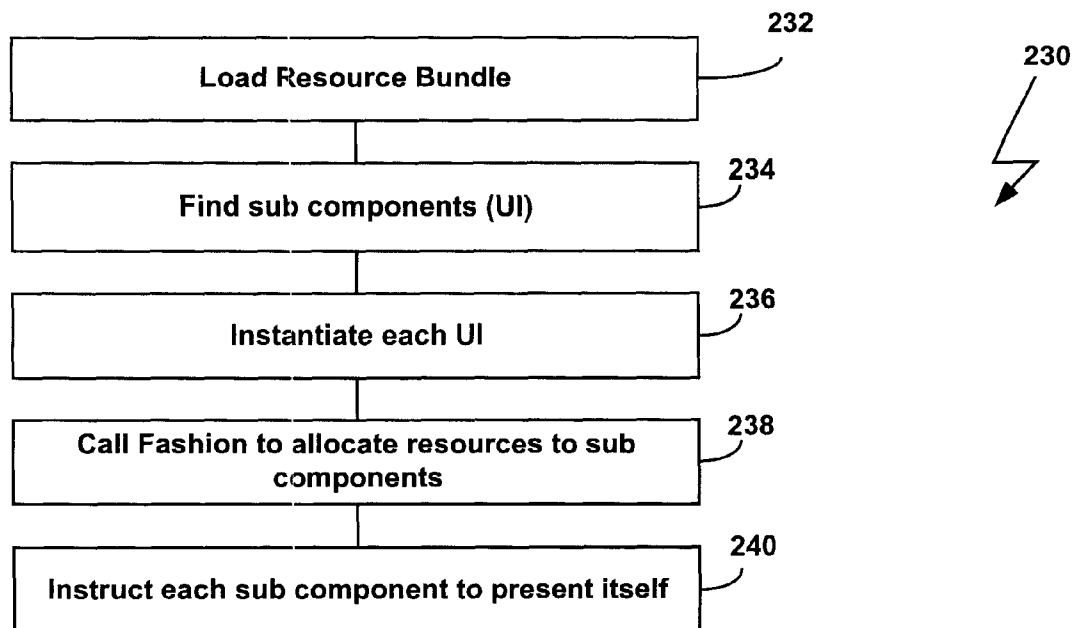 232
Load Resource Bundle
230
234
Find sub components (UI)
236
Instantiate each UI
238
Call Fashion to allocate resources to sub
components
240
Instruct each sub component to present itself